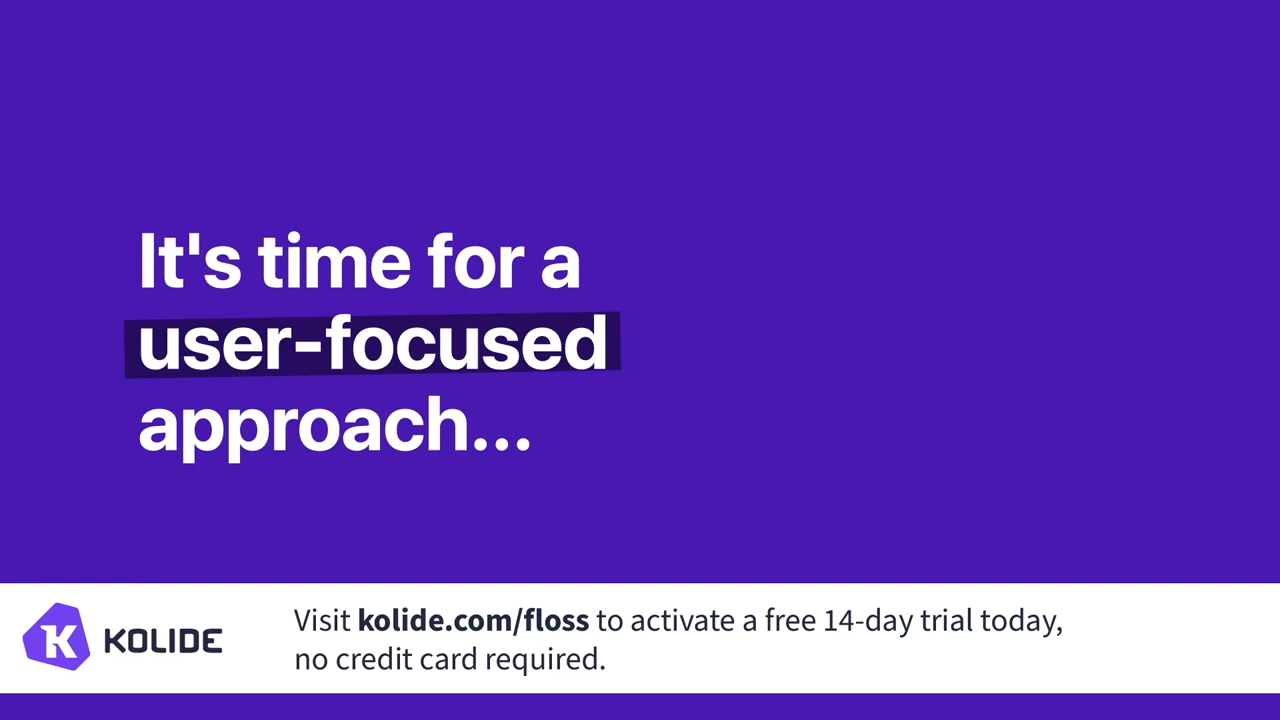 It's time for a
user-focused
approach...
KOLIDE
Visit kolide.com/floss to activate a free 14-day trial today,
no credit card required.